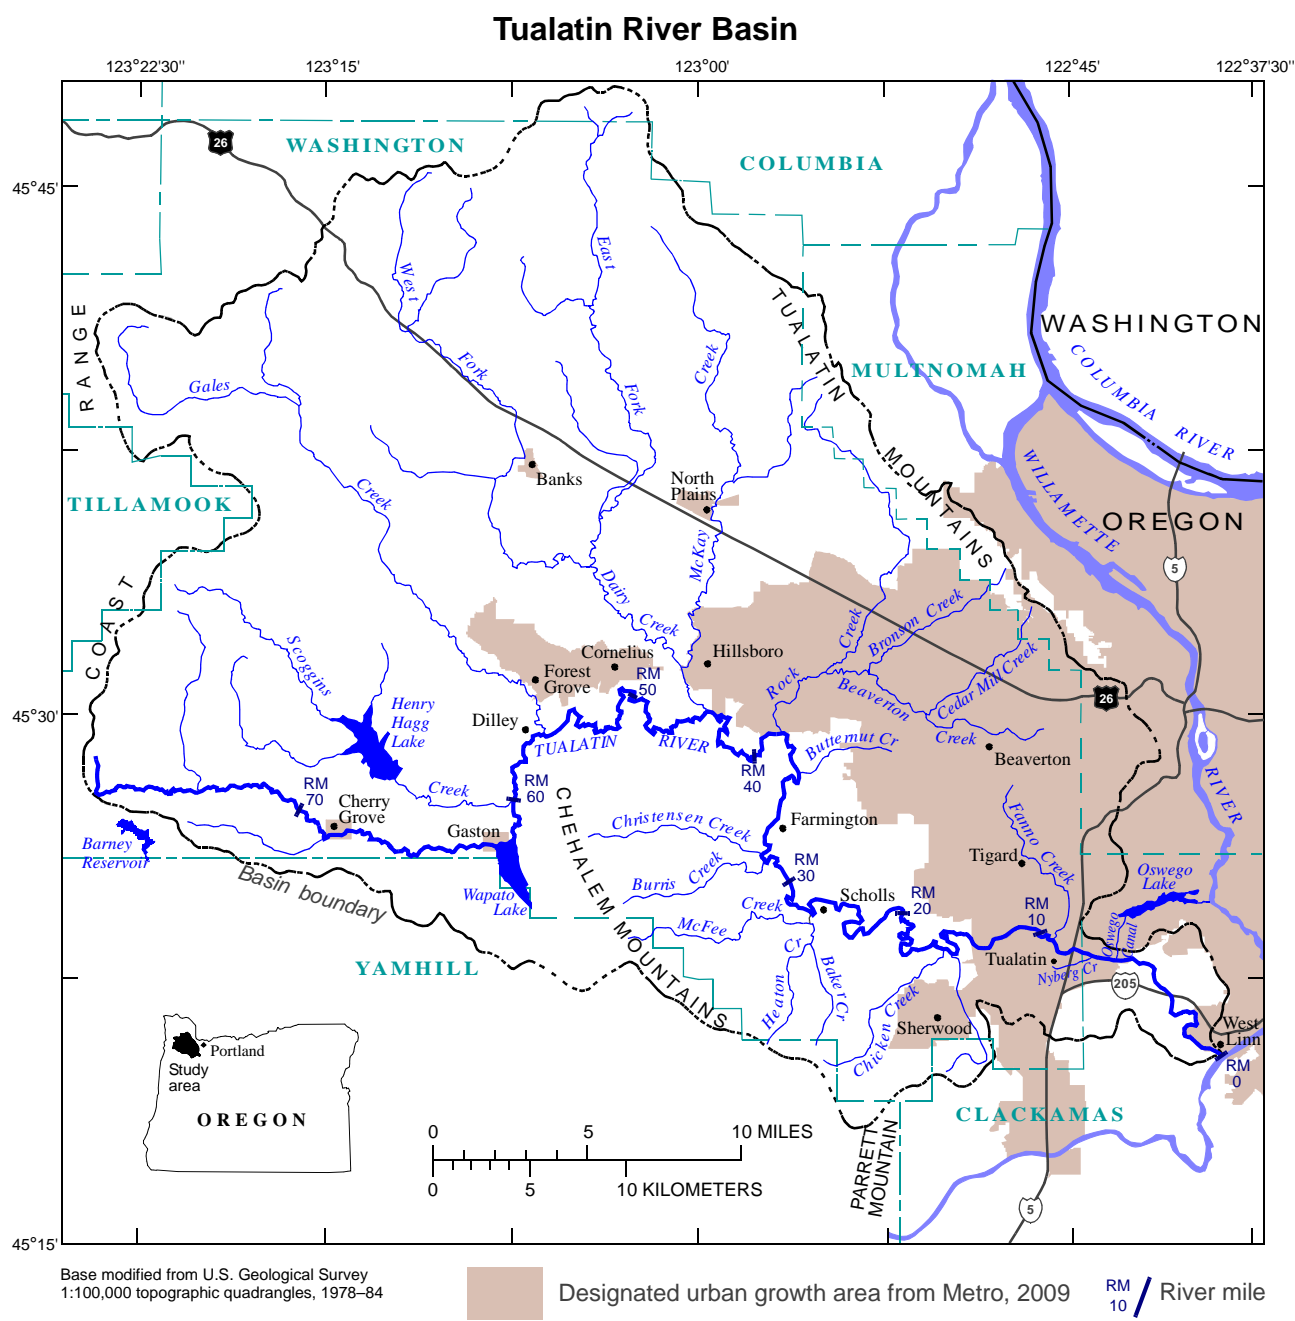 Tualatin River Basin
123°22'30"
123°15'
123°00'
122°45'
122°37'30"
45°45'
45°30'
45°15'
26
WASHINGTON
COLUMBIA
West
East
Fork
Fork
Creek
TUALATIN
MOUNTAINS
MULTNOMAH
WASHINGTON
COLUMBIA
RIVER
COAST
RANGE
Gales
Creek
TILLAMOOK
Banks
North
Plains
McKay
WILLAMETTE
RIVER
OREGON
5
Dairy
Creek
Scoggins
Creek
Cornelius
Hillsboro
Forest
Grove
RM
50
Rock
Creek
Bronson Creek
Beaverton
Creek
Cedar Mill Creek
26
Henry
Hagg
Lake
Dilley
TUALATIN
RIVER
Butternut Cr
Beaverton
RM
40
RM
60
RM
70
Cherry
Grove
Gaston
CHEHALEM MOUNTAINS
Christensen Creek
Farmington
Fanno Creek
Tigard
Barney
Reservoir
Basin boundary
Wapato
Lake
Burris
Creek
RM
30
Scholls
RM
20
RM
10
Oswego
Lake
Oswego
Canal
McFee
Creek
Tualatin
Nyberg Cr
205
YAMHILL
Heaton
Cr
Baker Cr
Chicken Creek
Sherwood
West
Linn
RM
0
Portland
Study
area
OREGON
CLACKAMAS
PARRETT
MOUNTAIN
0
5
10 MILES
0
5
10 KILOMETERS
5
Base modified from U.S. Geological Survey
1:100,000 topographic quadrangles, 1978–84
Designated urban growth area from Metro, 2009
RM
10
River mile